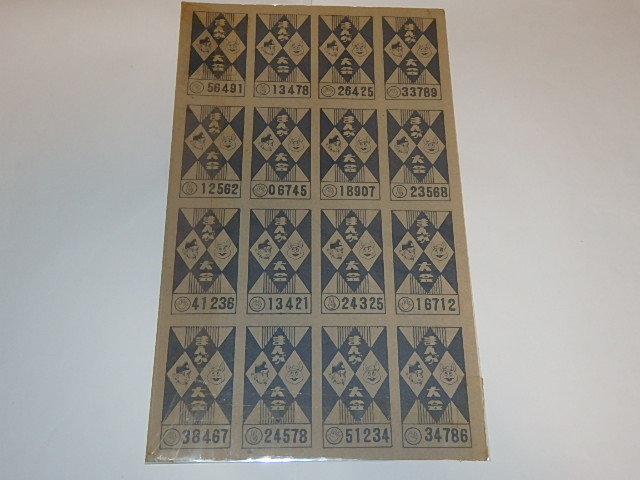 まんが 大会 56491
まんが 大会 13478
まんが 大会 26425
まんが 大会 33789
まんが 大会 12562
まんが 大会 06745
まんが 大会 18907
まんが 大会 23568
まんが 大会 41236
まんが 大会 13421
まんが 大会 24325
まんが 大会 16712
まんが 大会 38467
まんが 大会 24578
まんが 大会 51234
まんが 大会 34786